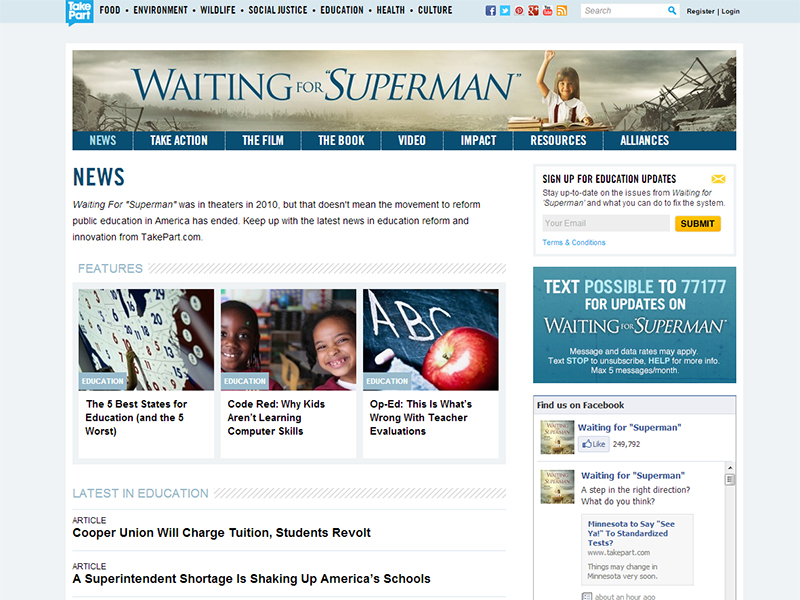 Take
Part
FOOD • ENVIRONMENT • WILDLIFE • SOCIAL JUSTICE • EDUCATION • HEALTH • CULTURE
Search
Register | Login
WAITING FOR "SUPERMAN"
NEWS
TAKE ACTION
THE FILM
THE BOOK
VIDEO
IMPACT
RESOURCES
ALLIANCES
NEWS
Waiting For "Superman" was in theaters in 2010, but that doesn't mean the movement to reform
public education in America has ended. Keep up with the latest news in education reform and
innovation from TakePart.com.
FEATURES
EDUCATION
The 5 Best States for
Education (and the 5
Worst)
EDUCATION
Code Red: Why Kids
Aren't Learning
Computer Skills
ABC
EDUCATION
Op-Ed: This Is What's
Wrong With Teacher
Evaluations
LATEST IN EDUCATION
ARTICLE
Cooper Union Will Charge Tuition, Students Revolt
ARTICLE
A Superintendent Shortage Is Shaking Up America's Schools
SIGN UP FOR EDUCATION UPDATES
Stay up-to-date on the issues from Waiting for
'Superman' and what you can do to fix the system.
Your Email
SUBMIT
Terms & Conditions
TEXT POSSIBLE TO 77177
FOR UPDATES ON
WAITING FOR "SUPERMAN"
Message and data rates may apply.
Text STOP to unsubscribe, HELP for more info.
Max 5 messages/month.
Find us on Facebook
Waiting for "Superman"
Like 249,792
Waiting for "Superman"
A step in the right direction?
What do you think?
Minnesota to Say "See
Ya!" To Standardized
Tests?
www.takepart.com
Things may change in
Minnesota very soon.
about an hour ago